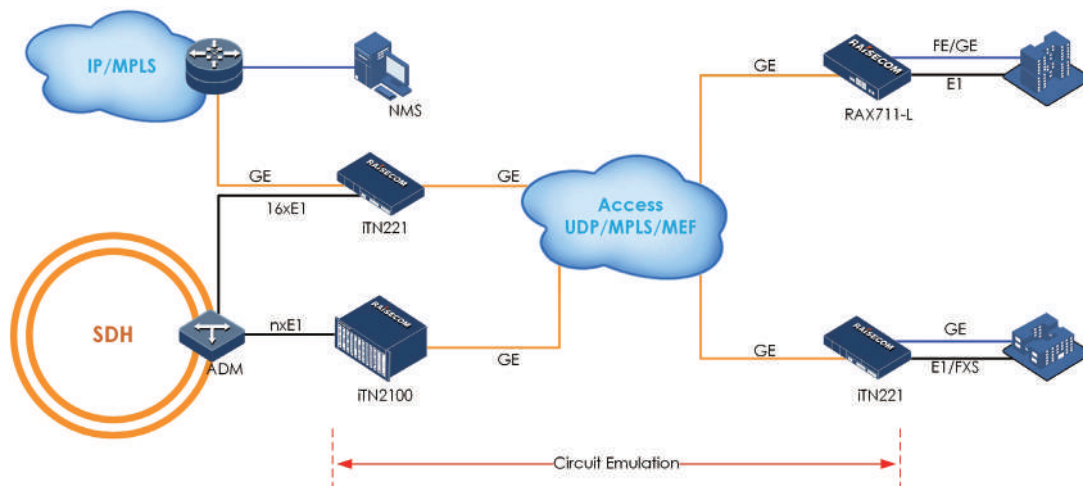 IP/MPLS
NMS
GE
16xE1
RAISECOM
iTN221
GE
SDH
ADM
nxE1
RAISECOM
iTN2100
GE
Access
UDP/MPLS/MEF
GE
RAISECOM
RAX711-L
FE/GE
E1
GE
RAISECOM
iTN221
GE
E1/FXS
Circuit Emulation